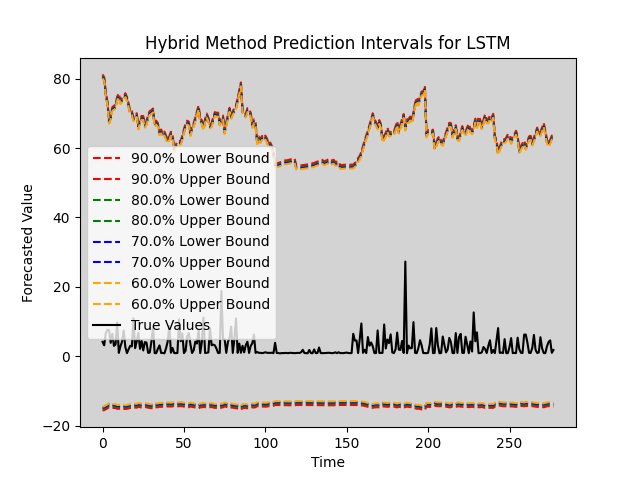 Hybrid Method Prediction Intervals for LSTM
80
60
40
20
0
−20
Forecasted Value
90.0% Lower Bound
90.0% Upper Bound
80.0% Lower Bound
80.0% Upper Bound
70.0% Lower Bound
70.0% Upper Bound
60.0% Lower Bound
60.0% Upper Bound
True Values
0 50 100 150 200 250
Time